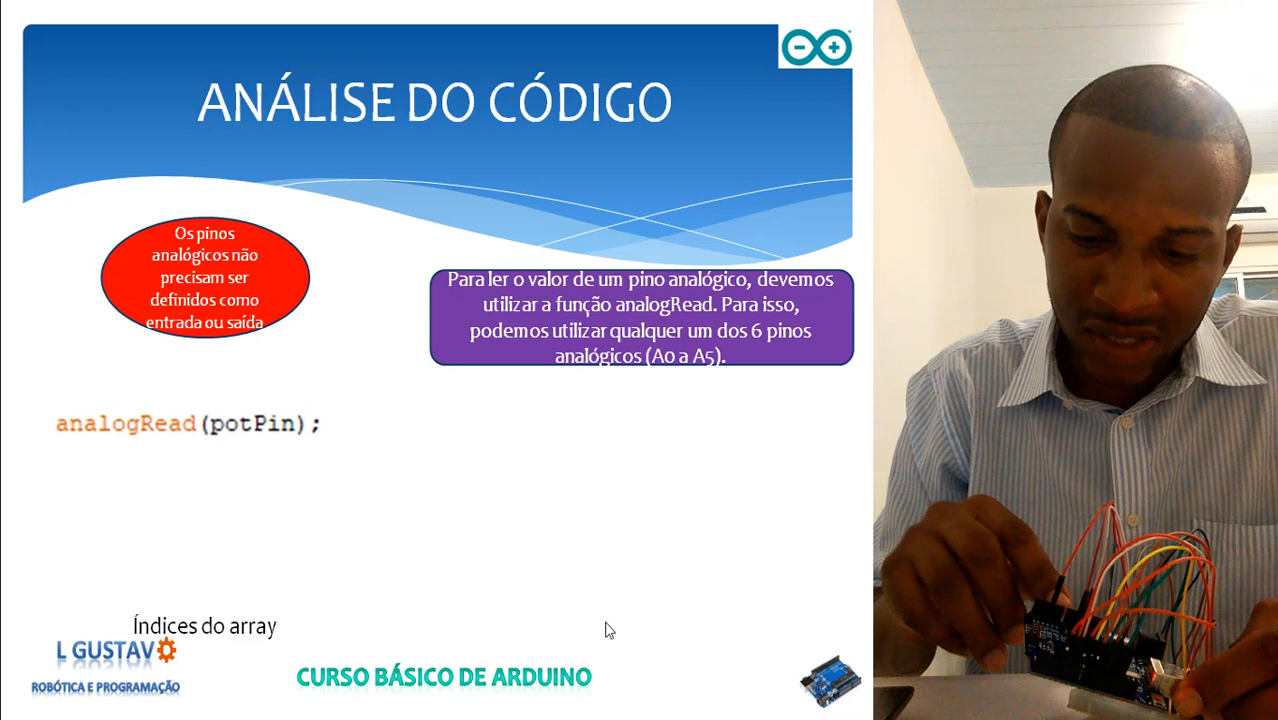 ANÁLISE DO CÓDIGO
Os pinos
analógicos não
precisam ser
definidos como
entrada ou saída
Para ler o valor de um pino analógico, devemos
utilizar a função analogRead. Para isso,
podemos utilizar qualquer um dos 6 pinos
analógicos (A0 a A5).
analogRead(potPin);
Índices do array
L GUSTAVO
ROBÓTICA E PROGRAMAÇÃO
CURSO BÁSICO DE ARDUINO